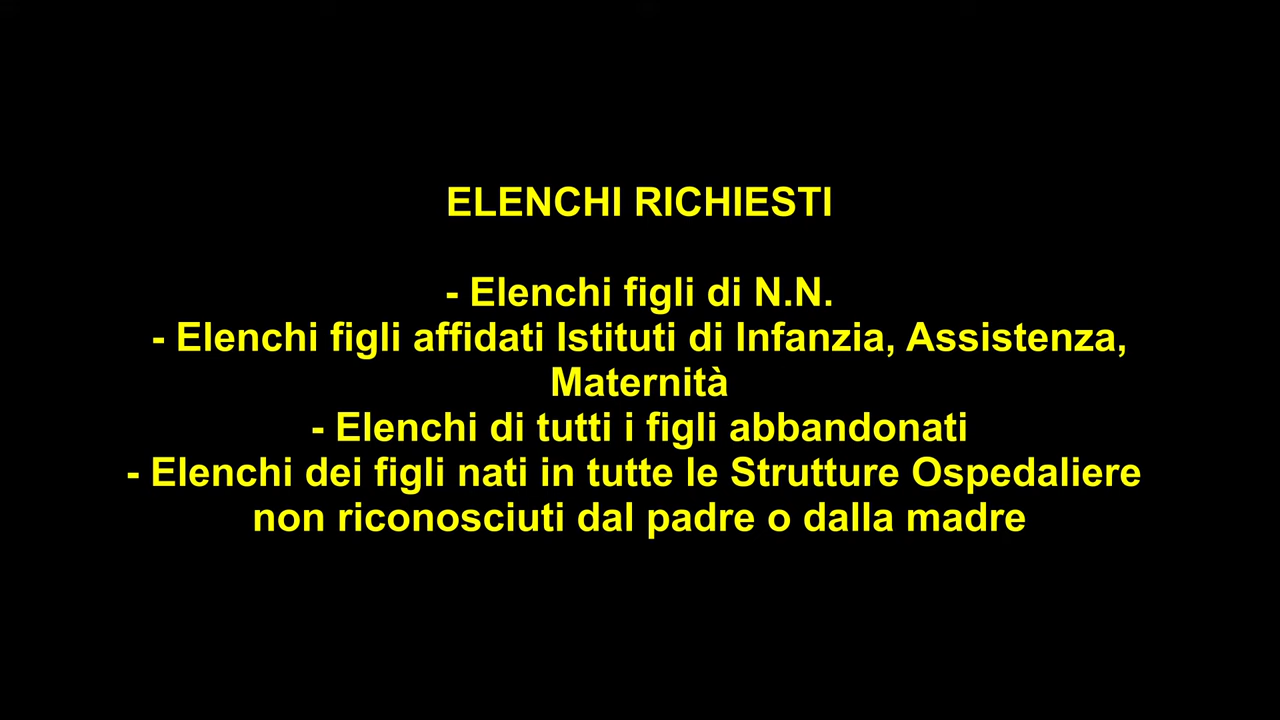 ELENCHI RICHIESTI
- Elenchi figli di N.N.
- Elenchi figli affidati Istituti di Infanzia, Assistenza,
Maternità
- Elenchi di tutti i figli abbandonati
- Elenchi dei figli nati in tutte le Strutture Ospedaliere
non riconosciuti dal padre o dalla madre